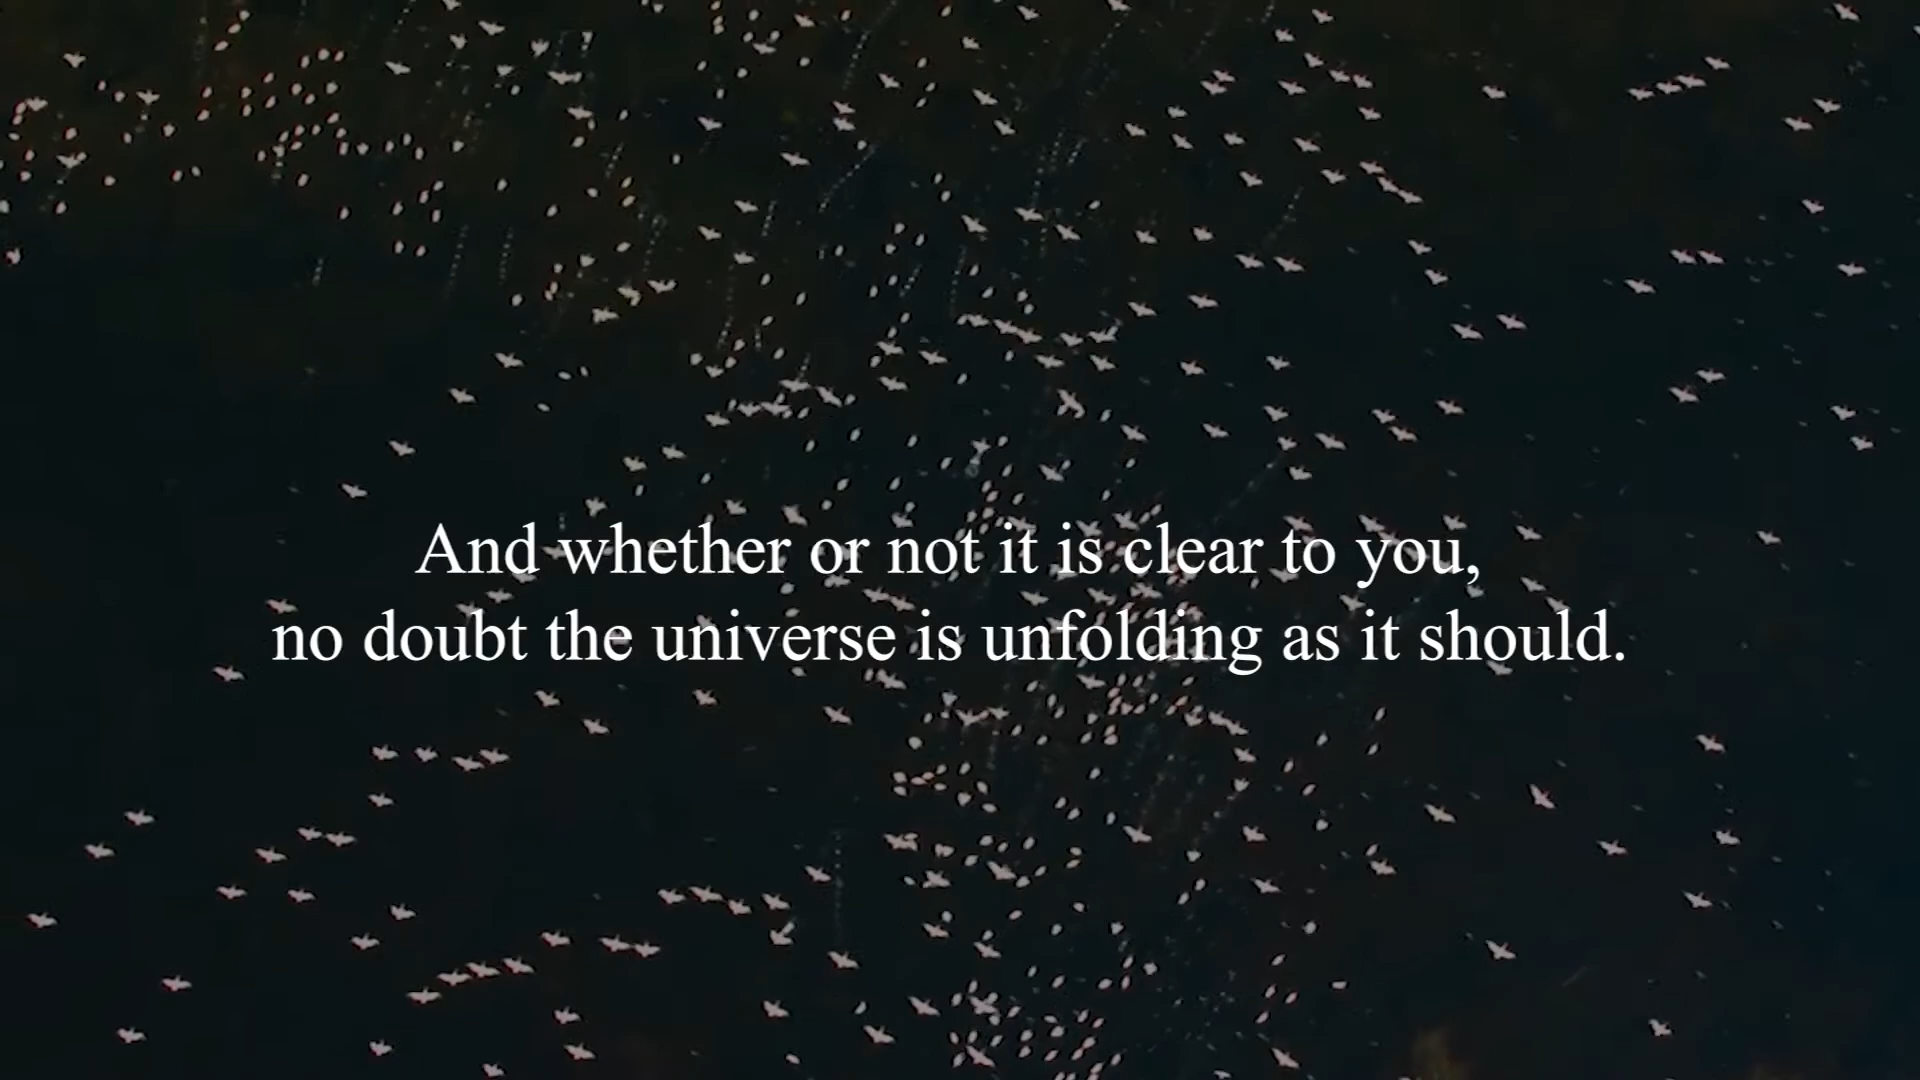 And whether or not it is clear to you,
no doubt the universe is unfolding as it should.